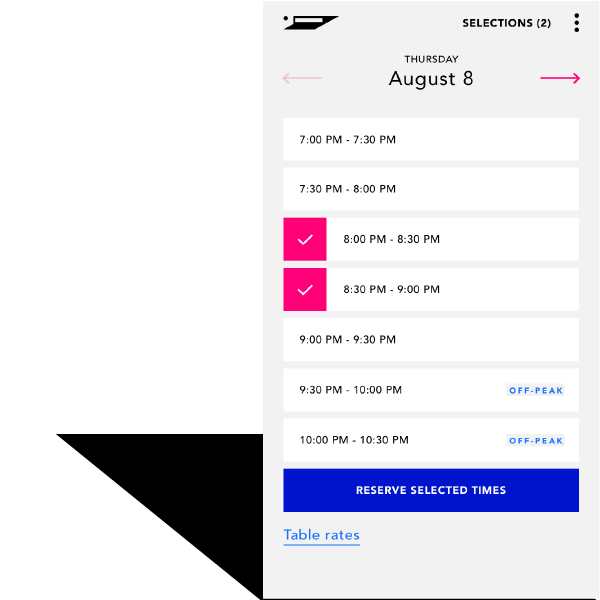 SELECTIONS (2)
THURSDAY
August 8
7:00 PM - 7:30 PM
7:30 PM - 8:00 PM
8:00 PM - 8:30 PM
8:30 PM - 9:00 PM
9:00 PM - 9:30 PM
9:30 PM - 10:00 PM OFF-PEAK
10:00 PM - 10:30 PM OFF-PEAK
RESERVE SELECTED TIMES
Table rates